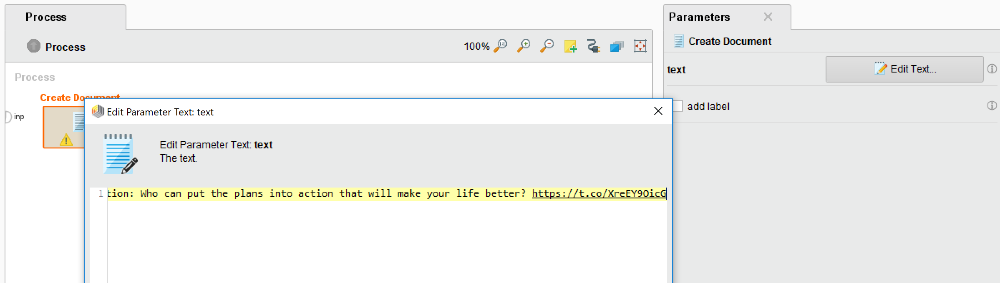 Process
Process
100%
Process
Create Document
inp
Edit Parameter Text: text
Edit Parameter Text: text
The text.
1 tion: Who can put the plans into action that will make your life better? https://t.co/XreEY9OicG
Parameters
Create Document
text
Edit Text...
add label